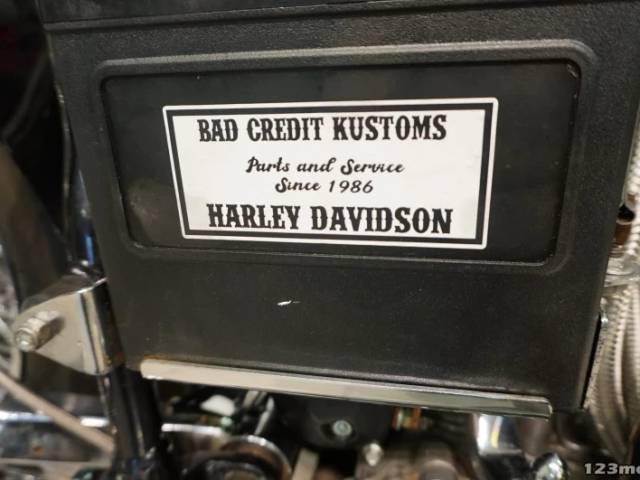 BAD CREDIT KUSTOMS
Parts and Service
Since 1986
HARLEY DAVIDSON